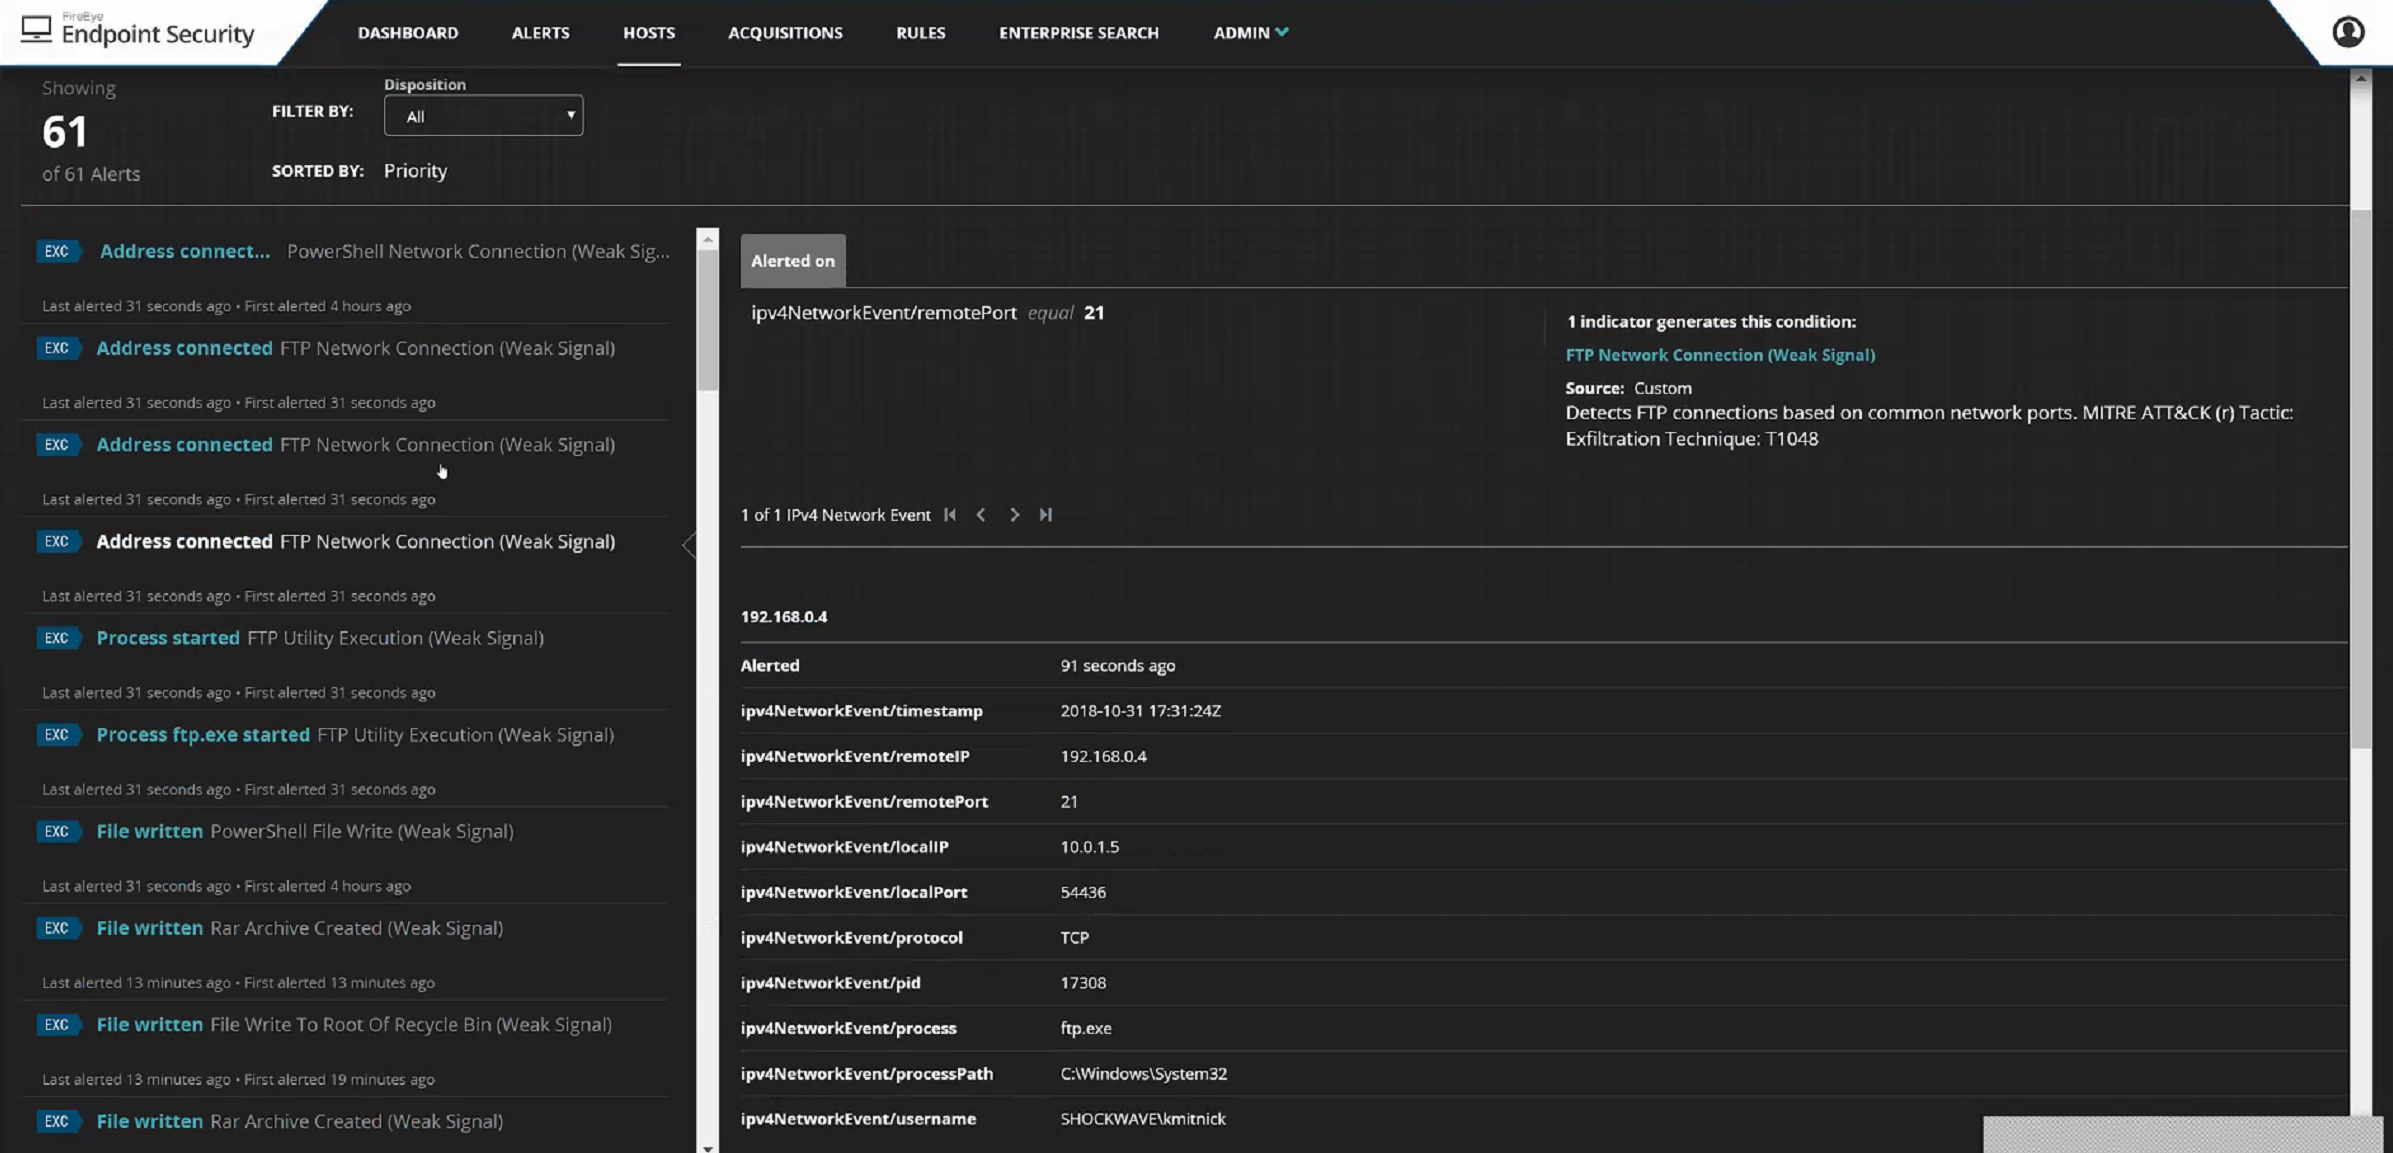 FireEye
Endpoint Security
DASHBOARD
ALERTS
HOSTS
ACQUISITIONS
RULES
ENTERPRISE SEARCH
ADMIN
Showing
61
of 61 Alerts
FILTER BY:
Disposition
All
SORTED BY: Priority
EXC Address connect... PowerShell Network Connection (Weak Sig...
Last alerted 31 seconds ago • First alerted 4 hours ago
EXC Address connected FTP Network Connection (Weak Signal)
Last alerted 31 seconds ago • First alerted 31 seconds ago
EXC Address connected FTP Network Connection (Weak Signal)
Last alerted 31 seconds ago • First alerted 31 seconds ago
EXC Address connected FTP Network Connection (Weak Signal)
Last alerted 31 seconds ago • First alerted 31 seconds ago
EXC Process started FTP Utility Execution (Weak Signal)
Last alerted 31 seconds ago • First alerted 31 seconds ago
EXC Process ftp.exe started FTP Utility Execution (Weak Signal)
Last alerted 31 seconds ago • First alerted 31 seconds ago
EXC File written PowerShell File Write (Weak Signal)
Last alerted 31 seconds ago • First alerted 4 hours ago
EXC File written Rar Archive Created (Weak Signal)
Last alerted 13 minutes ago • First alerted 13 minutes ago
EXC File written File Write To Root Of Recycle Bin (Weak Signal)
Last alerted 13 minutes ago • First alerted 19 minutes ago
EXC File written Rar Archive Created (Weak Signal)
Alerted on
ipv4NetworkEvent/remotePort equal 21
1 indicator generates this condition:
FTP Network Connection (Weak Signal)
Source: Custom
Detects FTP connections based on common network ports. MITRE ATT&CK (r) Tactic:
Exfiltration Technique: T1048
1 of 1 IPv4 Network Event
192.168.0.4
Alerted 91 seconds ago
ipv4NetworkEvent/timestamp 2018-10-31 17:31:24Z
ipv4NetworkEvent/remoteIP 192.168.0.4
ipv4NetworkEvent/remotePort 21
ipv4NetworkEvent/localIP 10.0.1.5
ipv4NetworkEvent/localPort 54436
ipv4NetworkEvent/protocol TCP
ipv4NetworkEvent/pid 17308
ipv4NetworkEvent/process ftp.exe
ipv4NetworkEvent/processPath C:\Windows\System32
ipv4NetworkEvent/username SHOCKWAVE\kmitnick